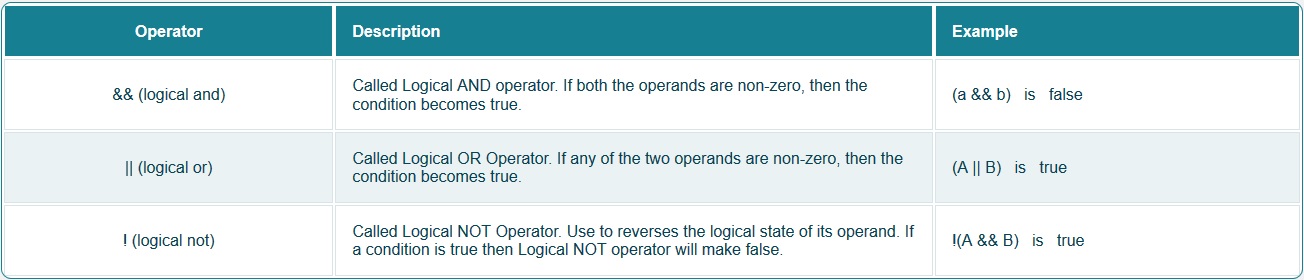 Operator Description Example
&& (logical and)
Called Logical AND operator. If both the operands are non-zero, then the
condition becomes true.
(a && b) is false
|| (logical or)
Called Logical OR Operator. If any of the two operands are non-zero, then the
condition becomes true.
(A || B) is true
! (logical not)
Called Logical NOT Operator. Use to reverses the logical state of its operand. If
a condition is true then Logical NOT operator will make false.
!(A && B) is true